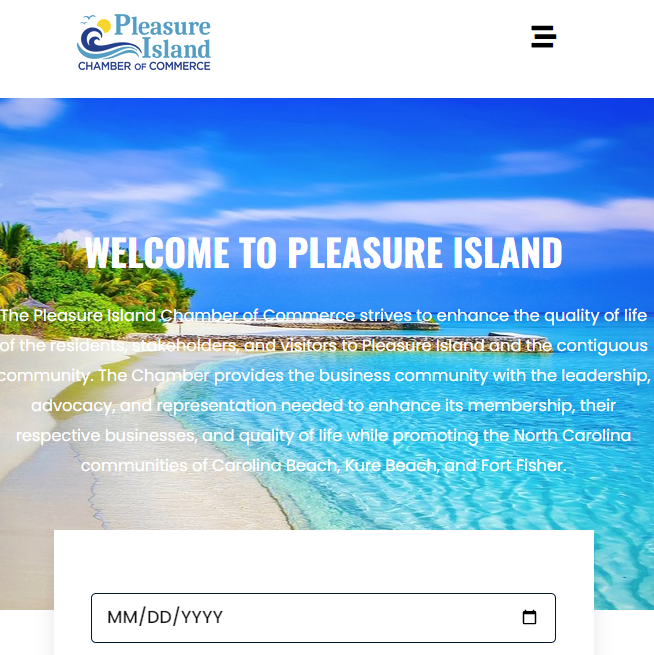 Pleasure
Island
CHAMBER OF COMMERCE
WELCOME TO PLEASURE ISLAND
The Pleasure Island Chamber of Commerce strives to enhance the quality of life
of the residents, stakeholders, and visitors to Pleasure Island and the contiguous
community. The Chamber provides the business community with the leadership,
advocacy, and representation needed to enhance its membership, their
respective businesses, and quality of life while promoting the North Carolina
communities of Carolina Beach, Kure Beach, and Fort Fisher.
MM/DD/YYYY